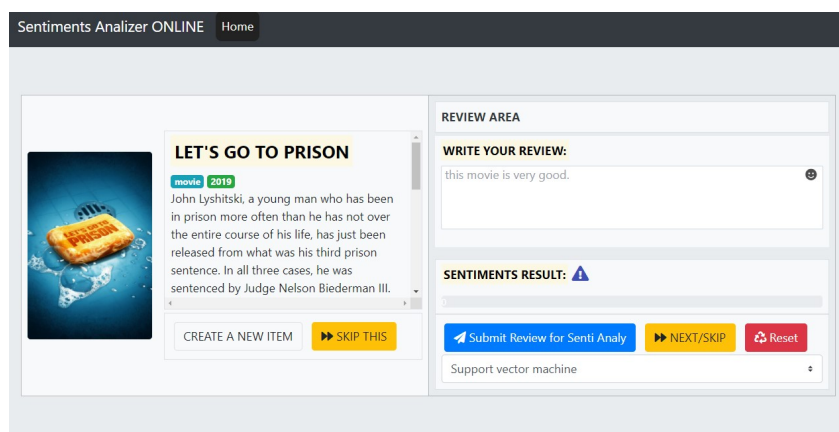 Sentiments Analizer ONLINE Home
LET'S GO TO PRISON
movie 2019
John Lyshitski, a young man who has been
in prison more often than he has not over
the entire course of his life, has just been
released from what was his third prison
sentence. In all three cases, he was
sentenced by Judge Nelson Biederman III.
CREATE A NEW ITEM
SKIP THIS
LET'S GO TO
PRISON
REVIEW AREA
WRITE YOUR REVIEW:
this movie is very good.
SENTIMENTS RESULT:
Submit Review for Senti Analy
NEXT/SKIP
Reset
Support vector machine